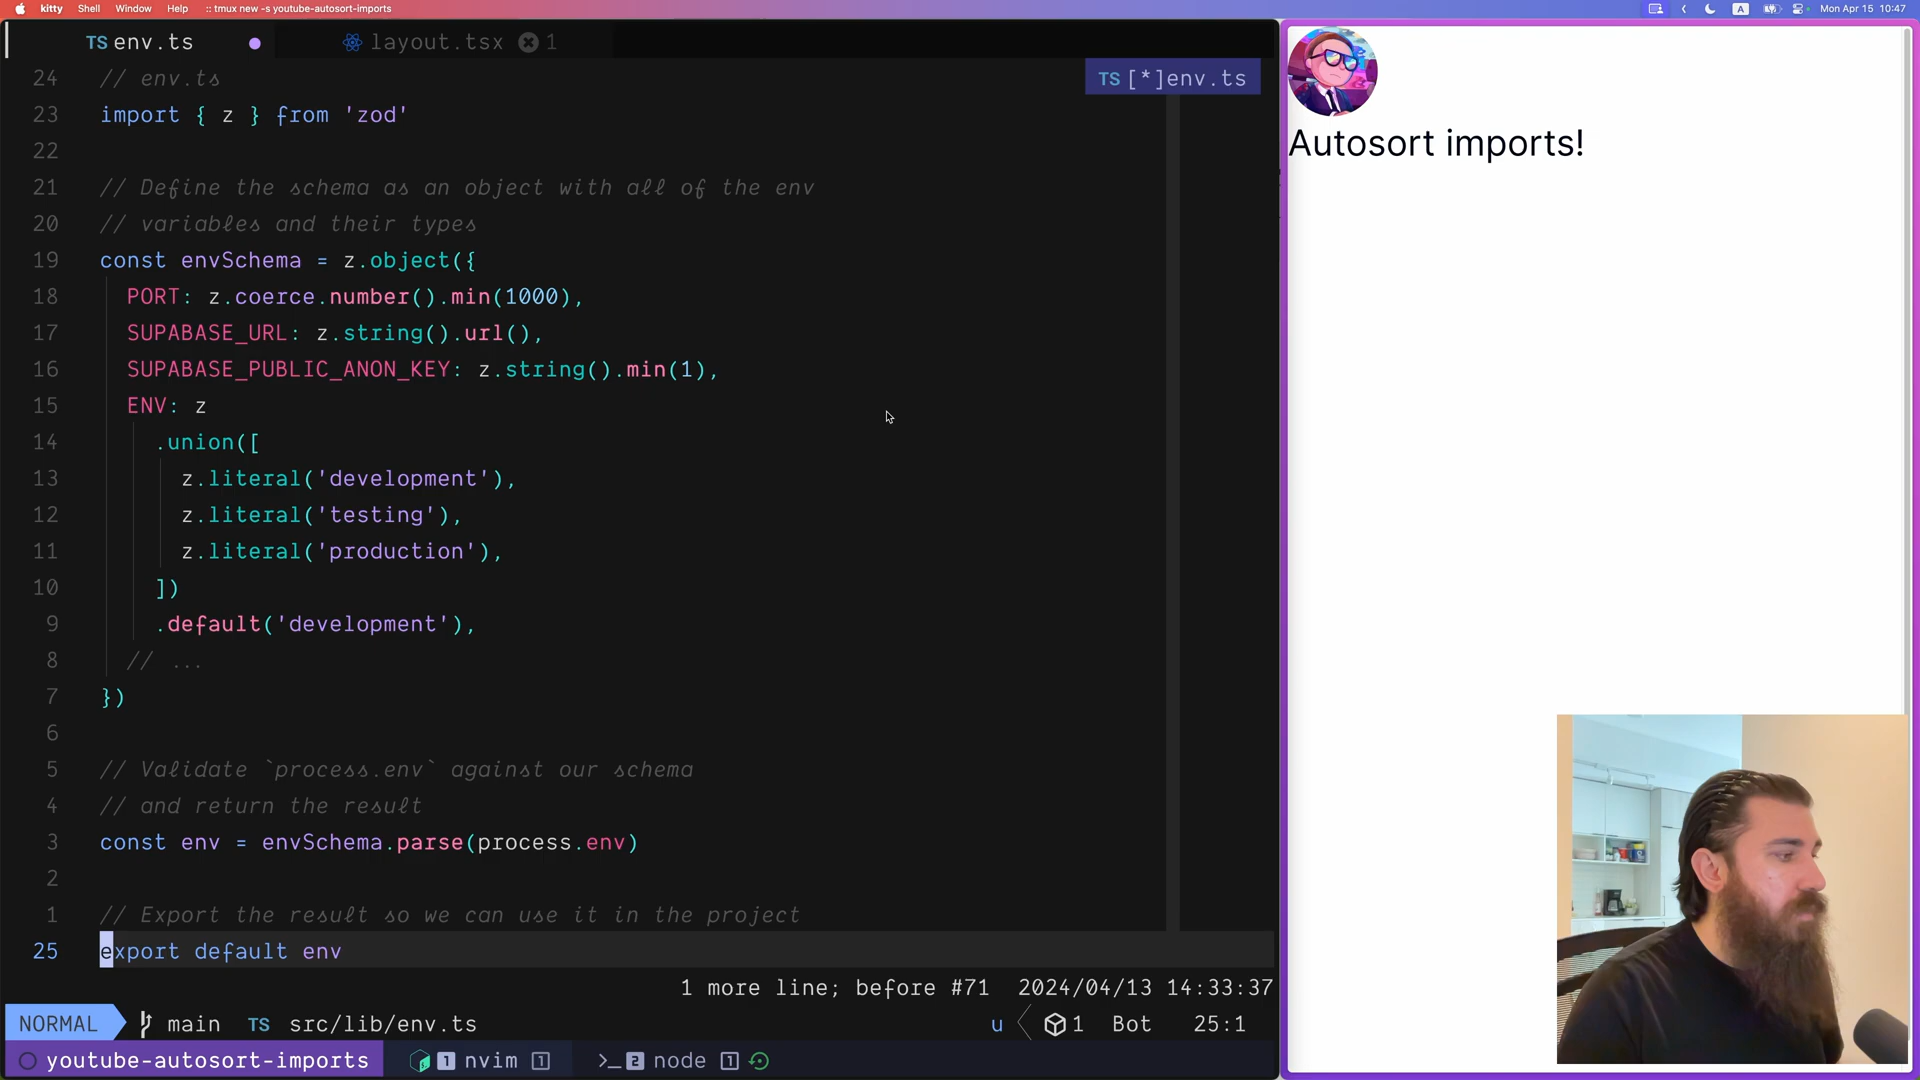 kitty Shell Window Help :: tmux new -s youtube-autosort-imports
A Mon Apr 15 10:47
TS env.ts
layout.tsx 1
TS [*]env.ts
Autosort imports!
24 // env.ts
23 import { z } from 'zod'
22
21 // Define the schema as an object with all of the env
20 // variables and their types
19 const envSchema = z.object({
18 PORT: z.coerce.number().min(1000),
17 SUPABASE_URL: z.string().url(),
16 SUPABASE_PUBLIC_ANON_KEY: z.string().min(1),
15 ENV: z
14 .union([
13 z.literal('development'),
12 z.literal('testing'),
11 z.literal('production'),
10 ])
9 .default('development'),
8 // ...
7 })
6
5 // Validate `process.env` against our schema
4 // and return the result
3 const env = envSchema.parse(process.env)
2
1 // Export the result so we can use it in the project
25 export default env
1 more line; before #71 2024/04/13 14:33:37
NORMAL main TS src/lib/env.ts u 1 Bot 25:1
youtube-autosort-imports 1 nvim 1 >_ 2 node 1